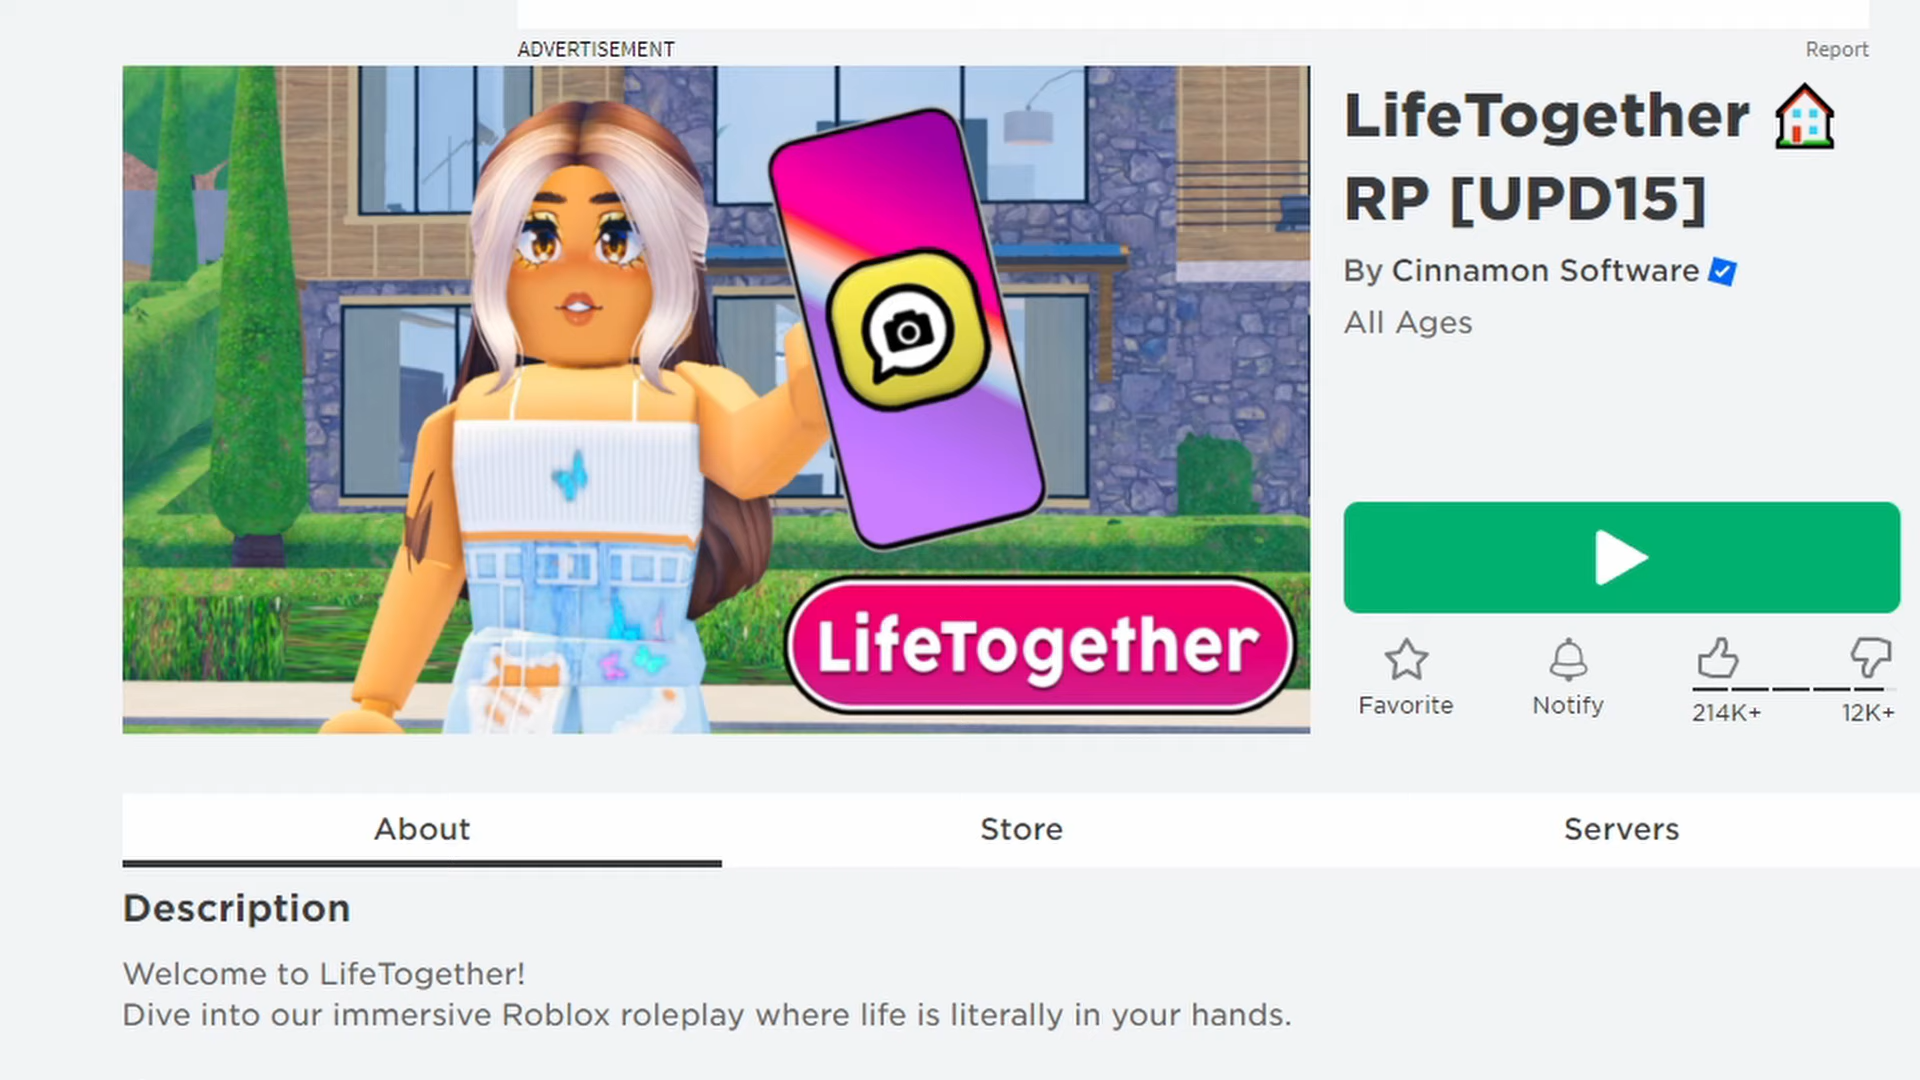 ADVERTISEMENT
Report
LifeTogether
RP [UPD15]
By Cinnamon Software
All Ages
LifeTogether
Favorite
Notify
214K+
12K+
About
Store
Servers
Description
Welcome to LifeTogether!
Dive into our immersive Roblox roleplay where life is literally in your hands.